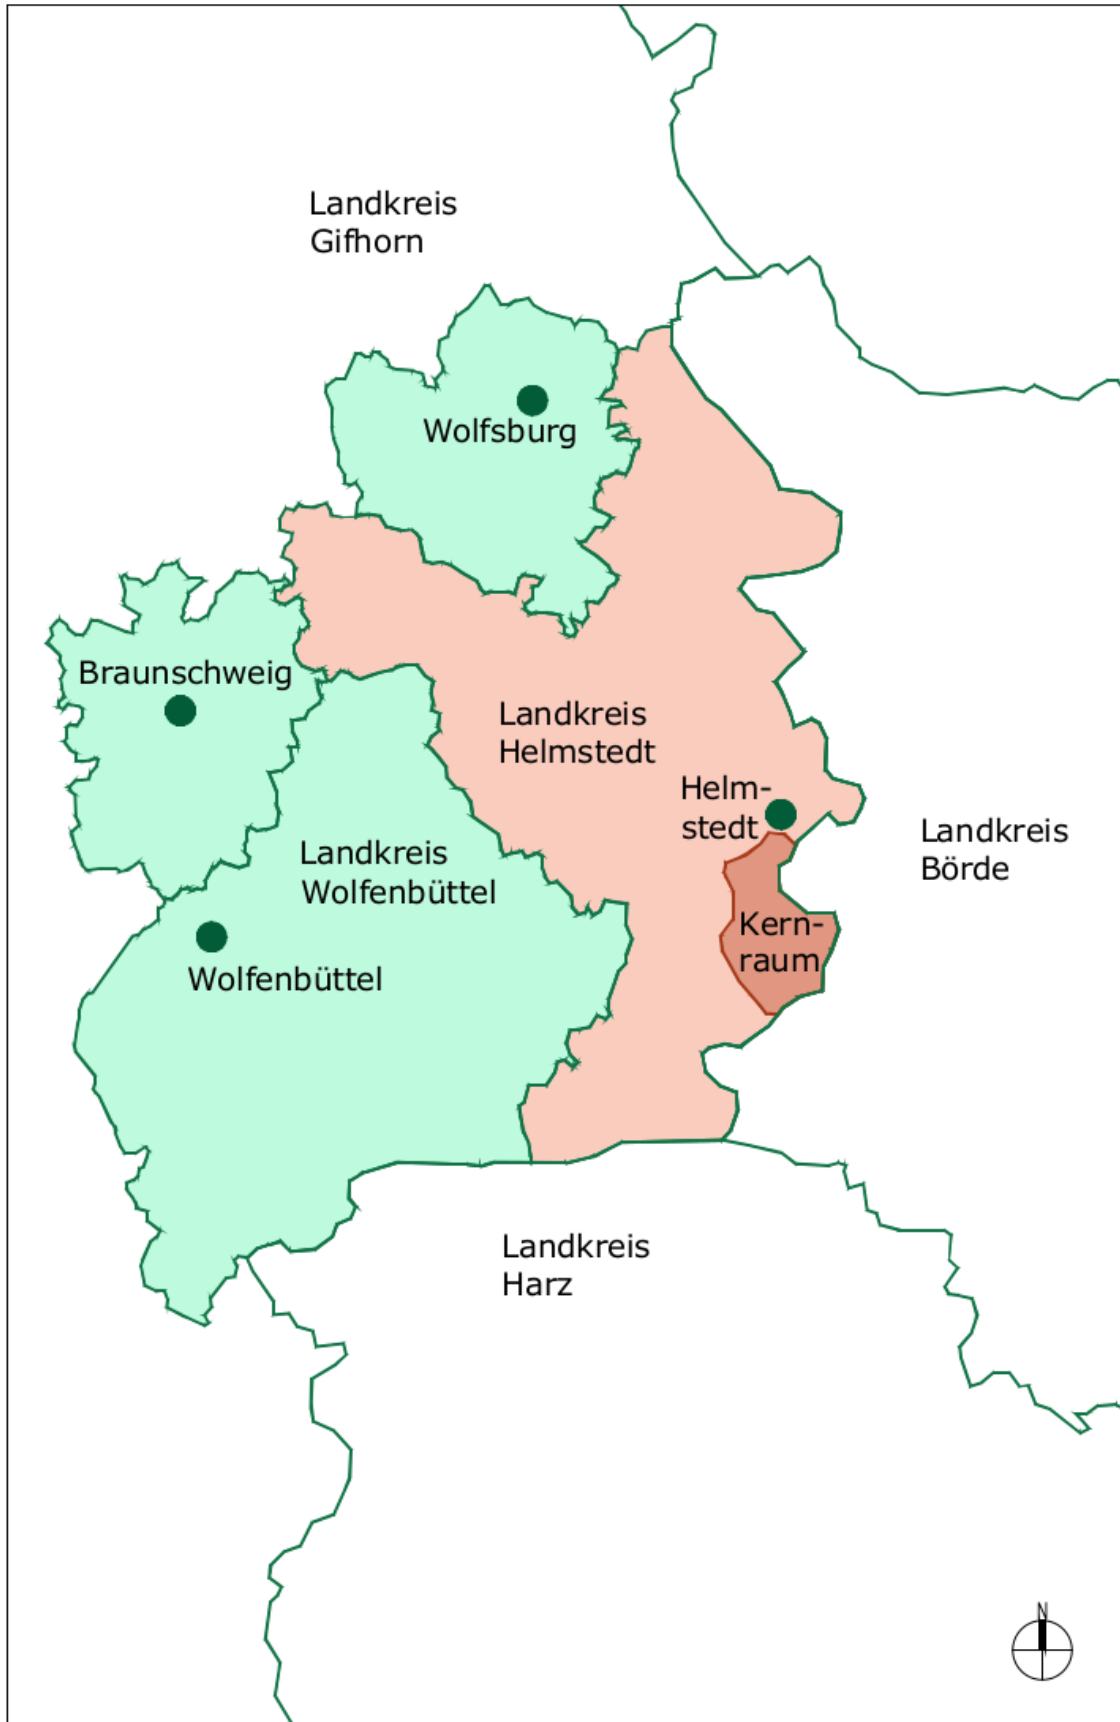 Landkreis
Gifhorn
Wolfsburg
Braunschweig
Landkreis
Helmstedt
Helm-
stedt
Landkreis
Börde
Landkreis
Wolfenbüttel
Kern-
raum
Wolfenbüttel
Landkreis
Harz
N